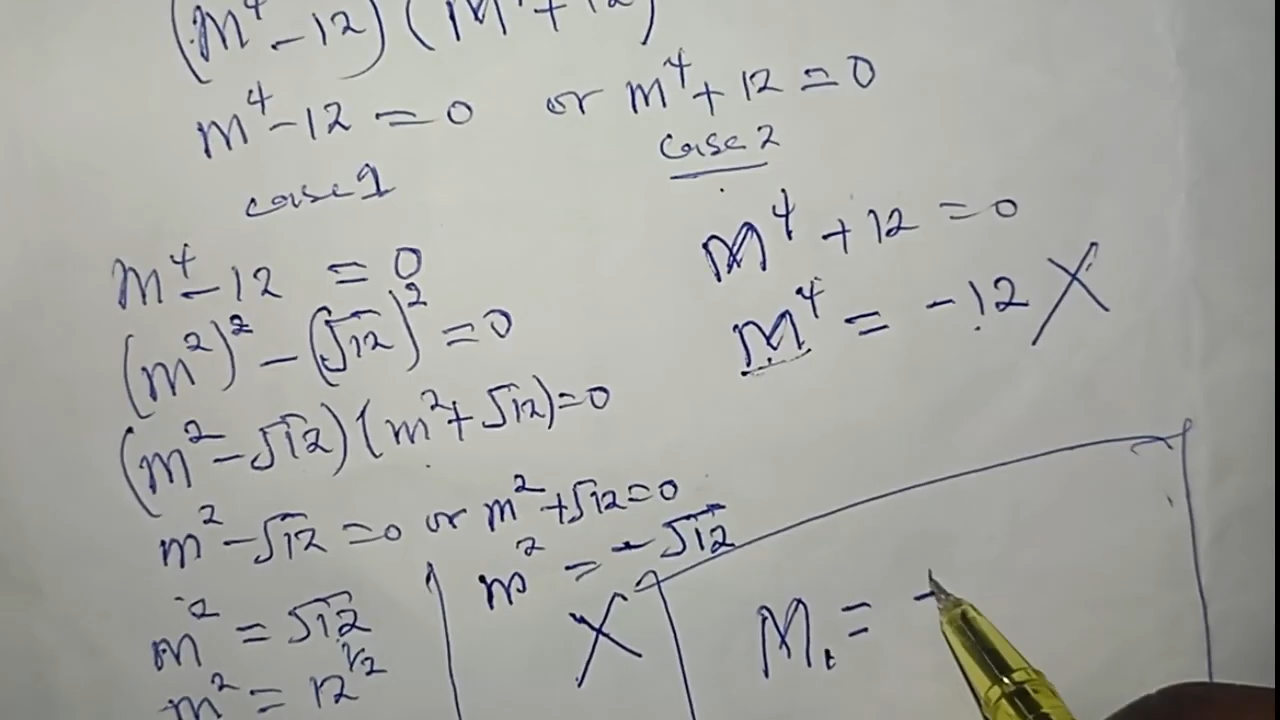 (m⁴ - 12) (m⁴ + 12)
m⁴ - 12 = 0 or m⁴ + 12 = 0
case 1
m⁴ - 12 = 0
(m²)² - (√12)² = 0
(m² - √12) (m² + √12) = 0
m² - √12 = 0 or m² + √12 = 0
m² = √12
m² = 12^1/2
m² = -√12
X
case 2
m⁴ + 12 = 0
m⁴ = -12 X
M₁ = -